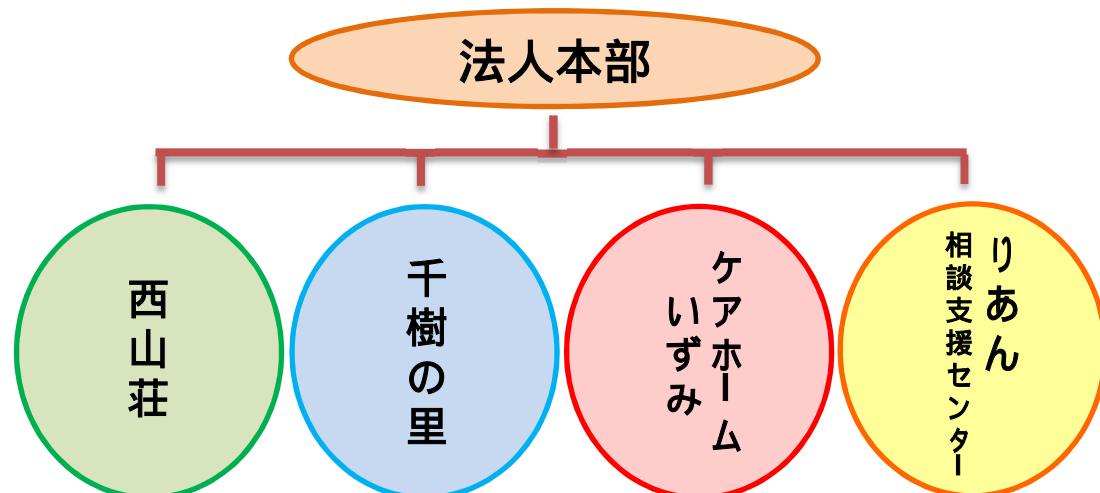 法人本部
西山荘
千樹の里
ケアホーム
いずみ
りあん
相談支援センター